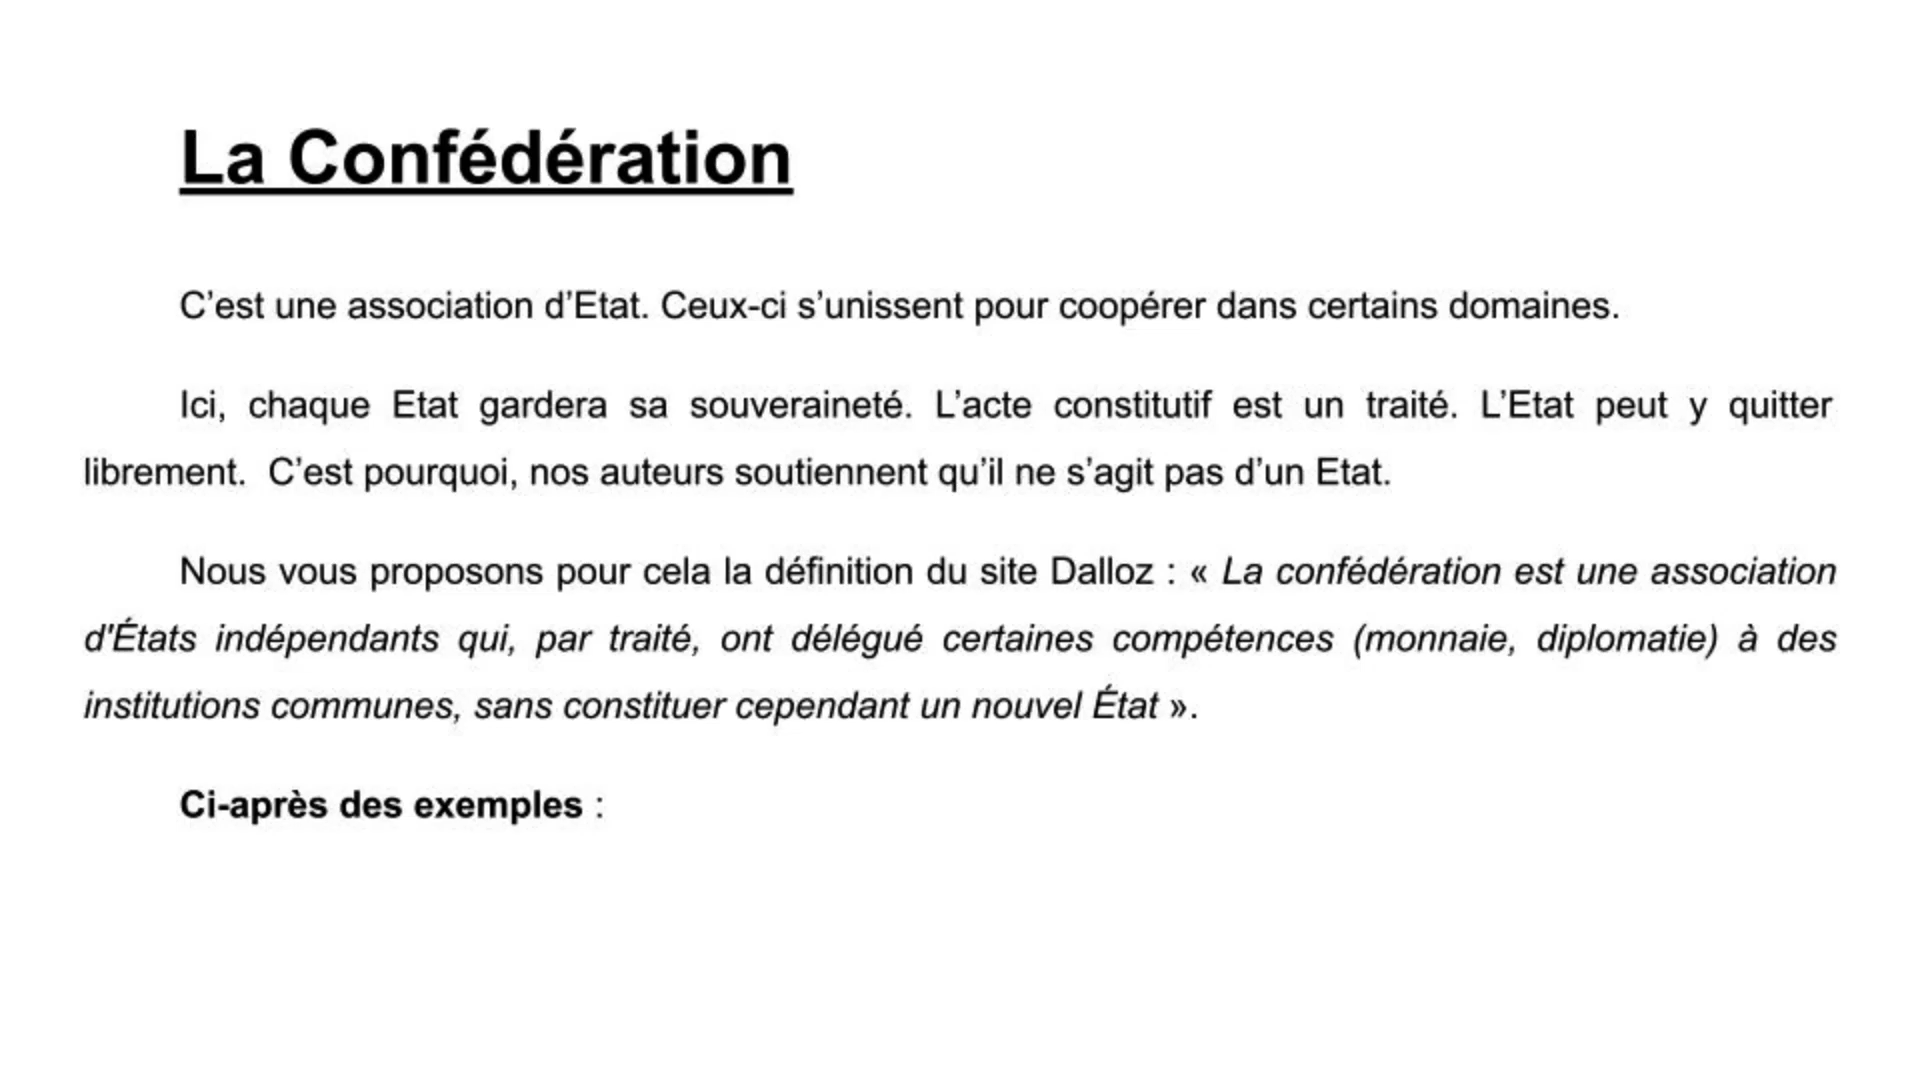 La Confédération
C’est une association d’Etat. Ceux-ci s’unissent pour coopérer dans certains domaines.
Ici, chaque Etat gardera sa souveraineté. L’acte constitutif est un traité. L’Etat peut y quitter
librement.  C’est pourquoi, nos auteurs soutiennent qu’il ne s’agit pas d’un Etat.
Nous vous proposons pour cela la définition du site Dalloz : « La confédération est une association
d'États indépendants qui, par traité, ont délégué certaines compétences (monnaie, diplomatie) à des
institutions communes, sans constituer cependant un nouvel État ».
Ci-après des exemples :